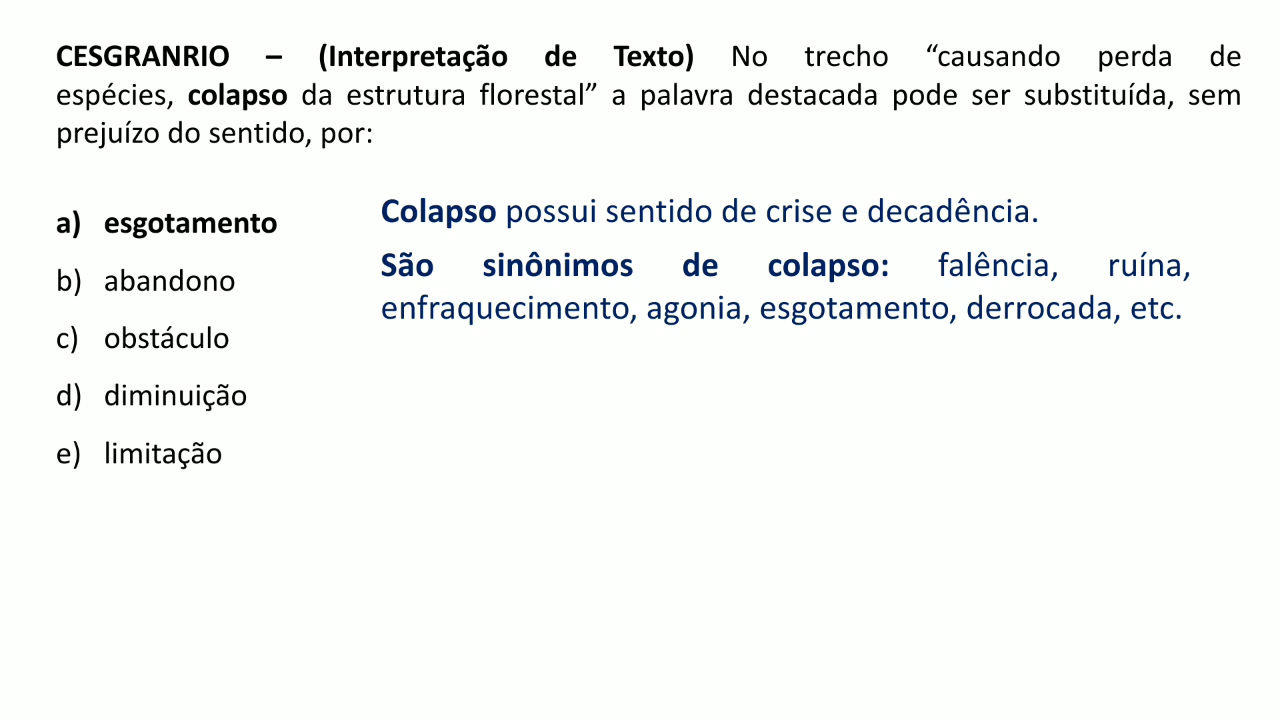 CESGRANRIO – (Interpretação de Texto) No trecho “causando perda de
espécies, colapso da estrutura florestal” a palavra destacada pode ser substituída, sem
prejuízo do sentido, por:
a) esgotamento
b) abandono
c) obstáculo
d) diminuição
e) limitação
Colapso possui sentido de crise e decadência.
São sinônimos de colapso: falência, ruína,
enfraquecimento, agonia, esgotamento, derrocada, etc.